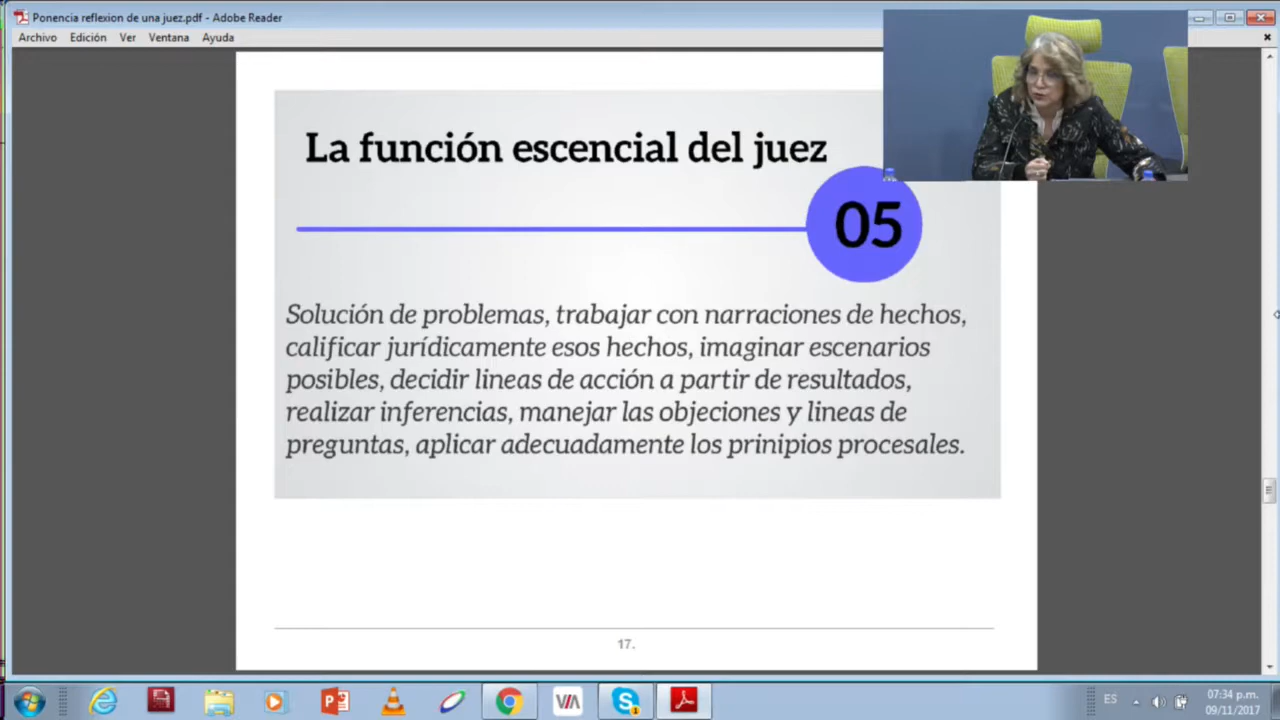 Ponencia reflexion de una juez.pdf - Adobe Reader
Archivo Edición Ver Ventana Ayuda
La función escencial del juez
05
Solución de problemas, trabajar con narraciones de hechos,
calificar jurídicamente esos hechos, imaginar escenarios
posibles, decidir lineas de acción a partir de resultados,
realizar inferencias, manejar las objeciones y lineas de
preguntas, aplicar adecuadamente los prinipios procesales.
17.
VIA
ES
07:34 p.m.
09/11/2017